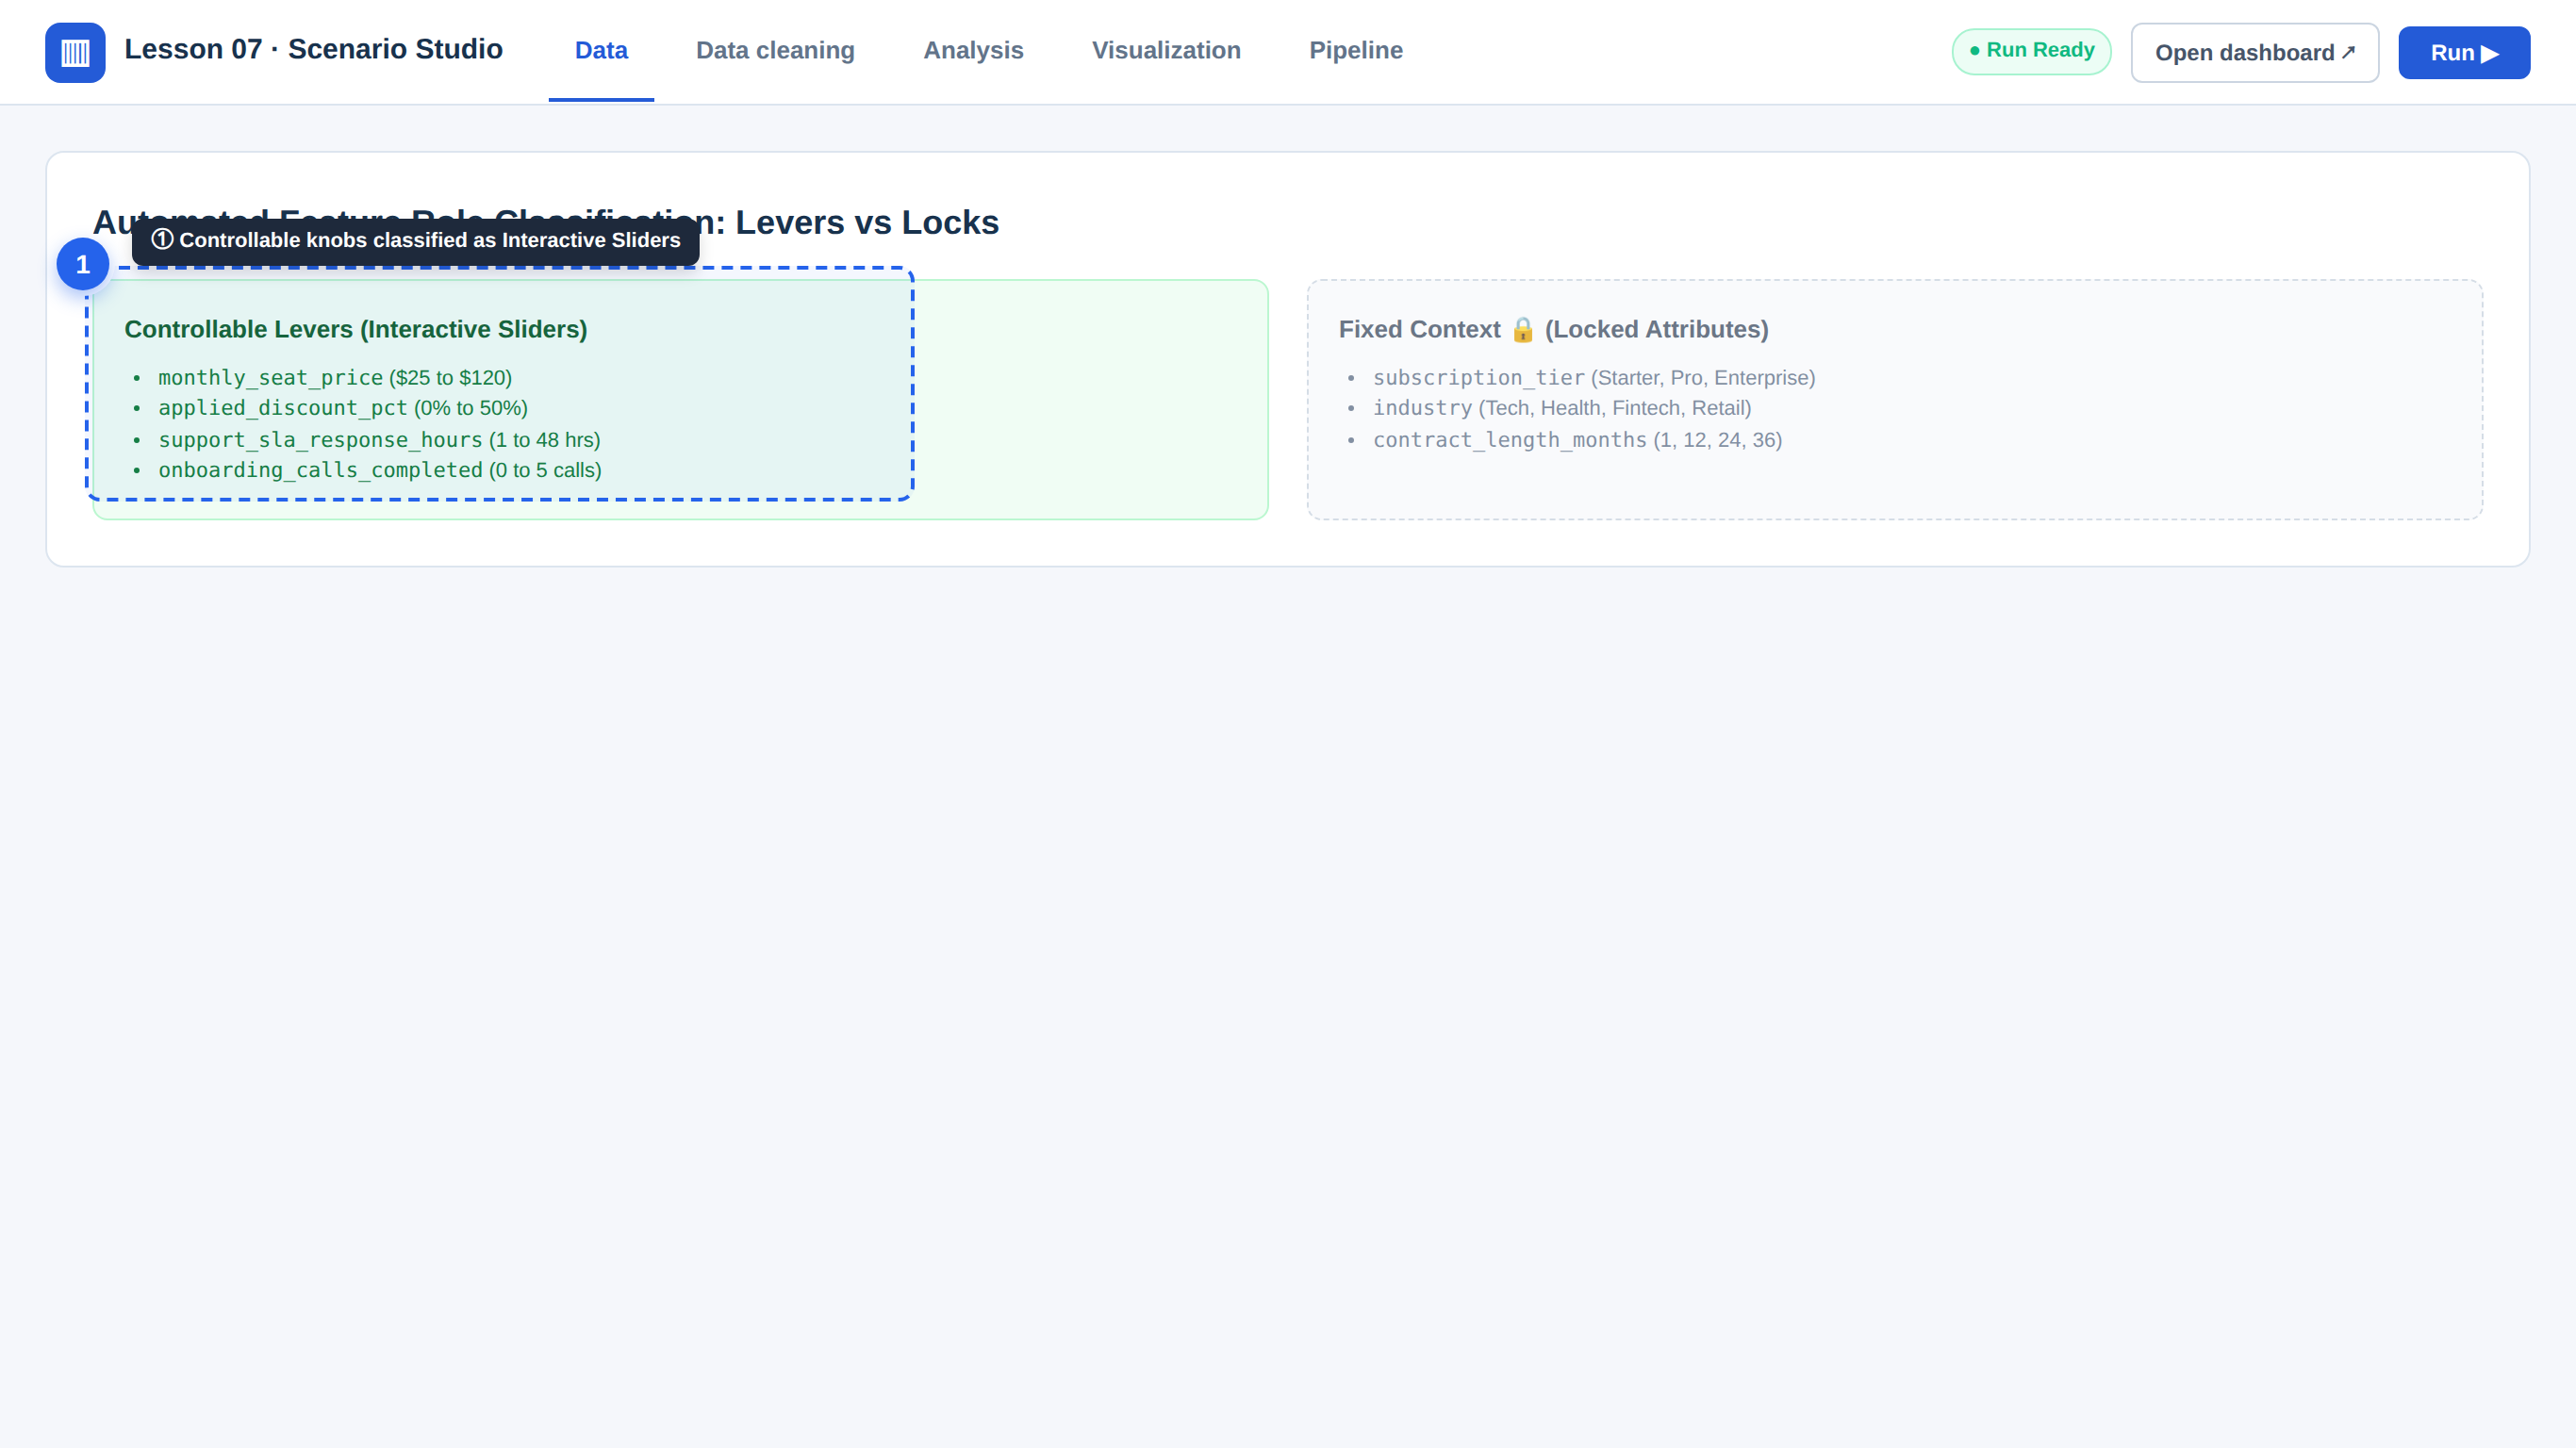 Lesson 07 · Scenario Studio
Data
Data cleaning
Analysis
Visualization
Pipeline
● Run Ready
Open dashboard ↗
Run ▶
n: Levers vs Locks
① Controllable knobs classified as Interactive Sliders
1
Controllable Levers (Interactive Sliders)
• monthly_seat_price ($25 to $120)
• applied_discount_pct (0% to 50%)
• support_sla_response_hours (1 to 48 hrs)
• onboarding_calls_completed (0 to 5 calls)
Fixed Context 🔒 (Locked Attributes)
• subscription_tier (Starter, Pro, Enterprise)
• industry (Tech, Health, Fintech, Retail)
• contract_length_months (1, 12, 24, 36)